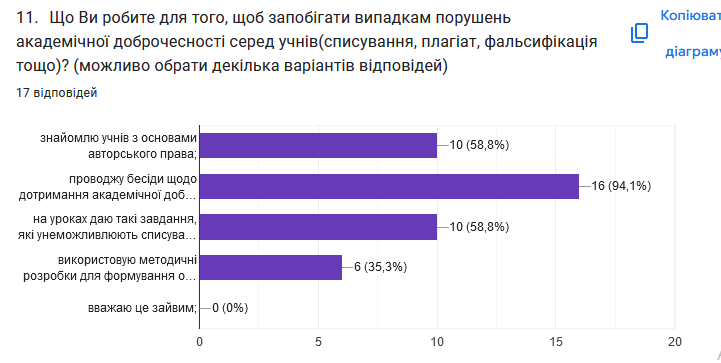 11. Що Ви робите для того, щоб запобігати випадкам порушень
академічної доброчесності серед учнів(списування, плагіат, фальсифікація
тощо)? (можливо обрати декілька варіантів відповідей)
Копіюват
діаграму
17 відповідей
знайомлю учнів з основами
авторського права;
10 (58,8%)
проводжу бесіди щодо
дотримання академічної доб…
16 (94,1%)
на уроках даю такі завдання,
які унеможливлюють списува…
10 (58,8%)
використовую методичні
розробки для формування о…
6 (35,3%)
вважаю це зайвим;
0 (0%)
0 5 10 15 20